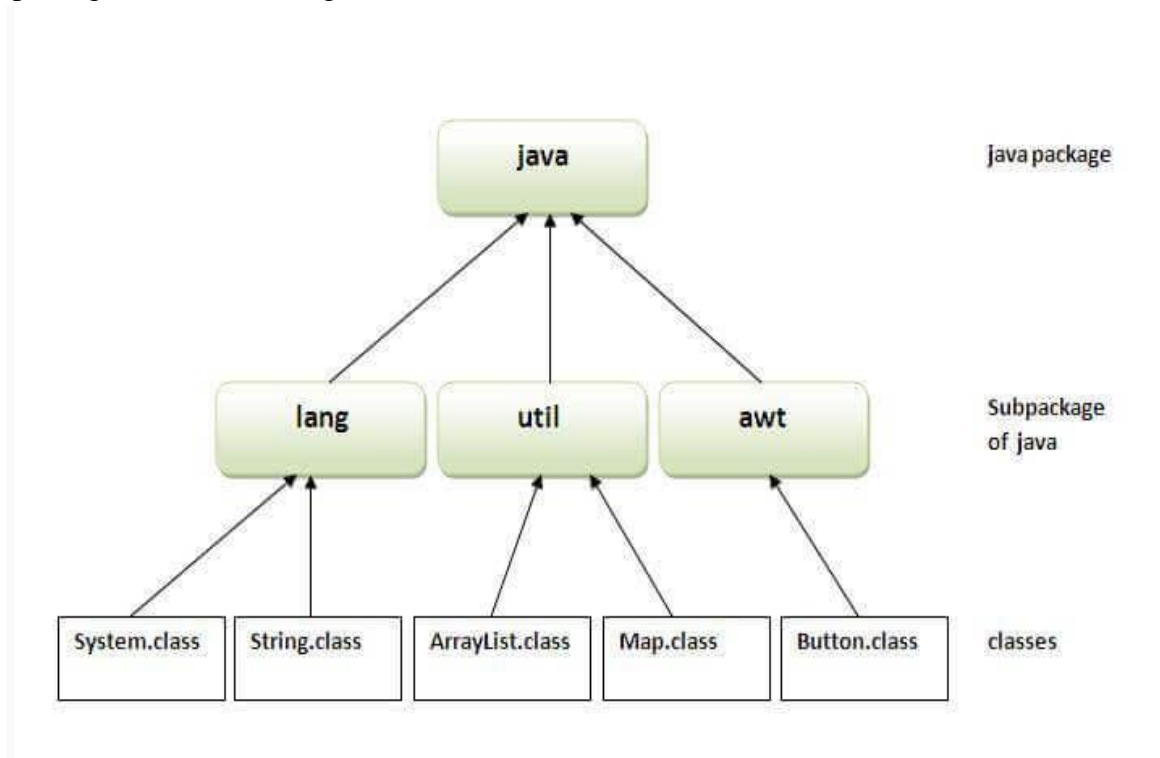 java
java package
lang
util
awt
Subpackage
of java
System.class
String.class
ArrayList.class
Map.class
Button.class
classes